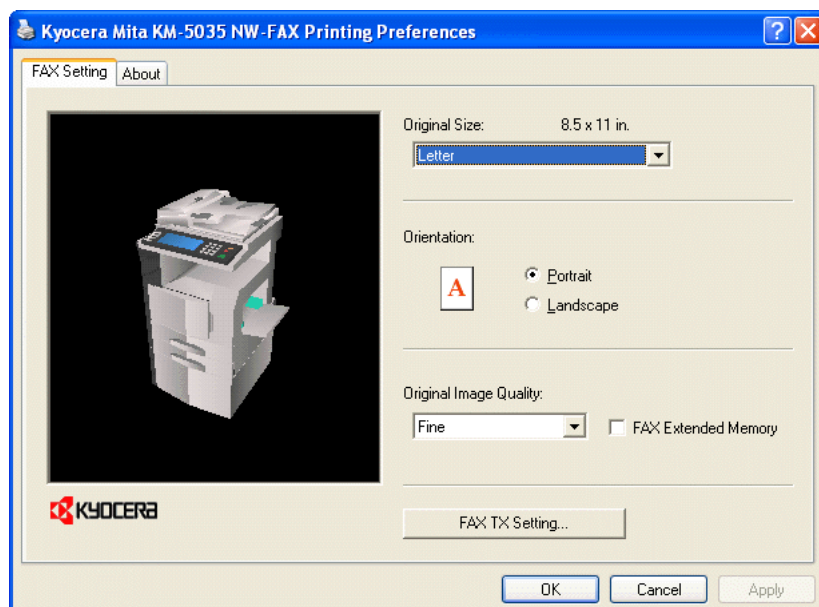 Kyocera Mita KM-5035 NW-FAX Printing Preferences
FAX Setting
About
Original Size: 8.5 x 11 in.
Letter
Orientation:
A
Portrait
Landscape
Original Image Quality:
Fine
FAX Extended Memory
KYOCERA
FAX TX Setting...
OK
Cancel
Apply